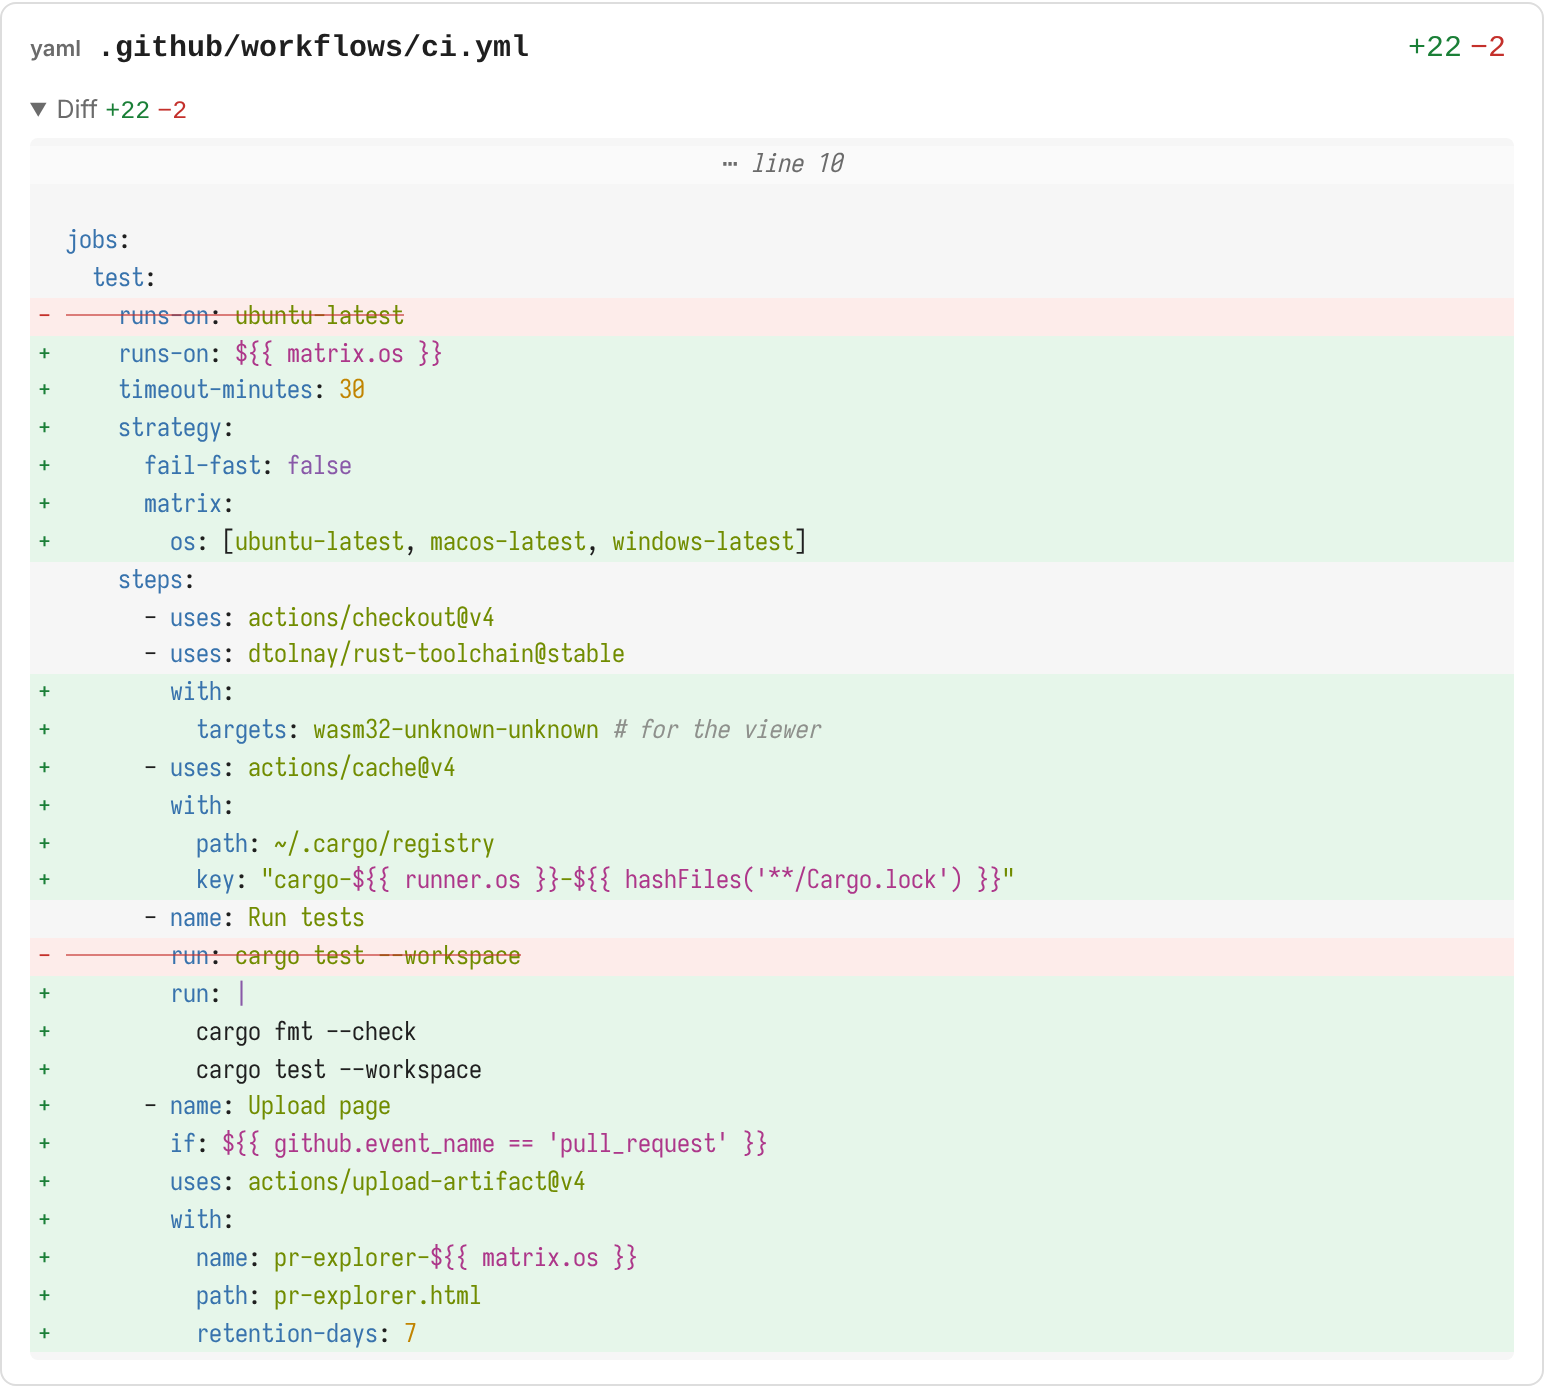 yaml .github/workflows/ci.yml +22 −2
▼ Diff +22 −2
⋯ line 10
jobs:
  test:
-     runs-on: ubuntu-latest
+     runs-on: ${{ matrix.os }}
+     timeout-minutes: 30
+     strategy:
+       fail-fast: false
+       matrix:
+         os: [ubuntu-latest, macos-latest, windows-latest]
    steps:
      - uses: actions/checkout@v4
      - uses: dtolnay/rust-toolchain@stable
+         with:
+           targets: wasm32-unknown-unknown # for the viewer
+       - uses: actions/cache@v4
+         with:
+           path: ~/.cargo/registry
+           key: "cargo-${{ runner.os }}-${{ hashFiles('**/Cargo.lock') }}"
      - name: Run tests
-         run: cargo test --workspace
+         run: |
+           cargo fmt --check
+           cargo test --workspace
+       - name: Upload page
+         if: ${{ github.event_name == 'pull_request' }}
+         uses: actions/upload-artifact@v4
+         with:
+           name: pr-explorer-${{ matrix.os }}
+           path: pr-explorer.html
+           retention-days: 7